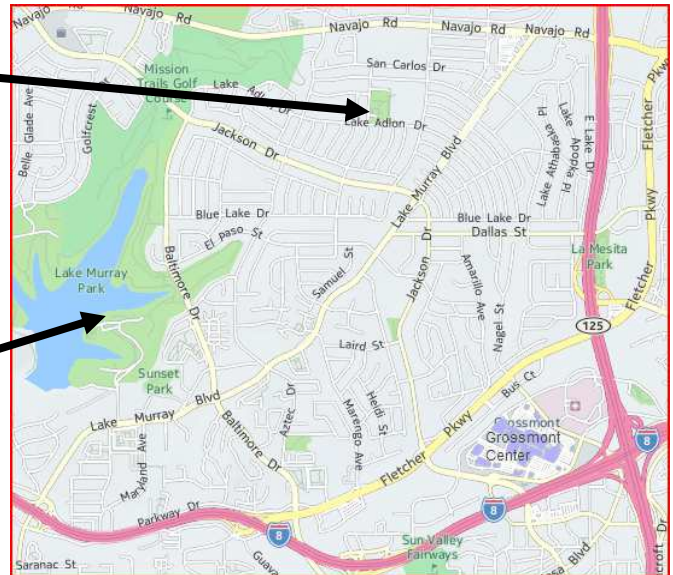 Navajo Rd
Navajo Rd
Navajo Rd
Navajo Rd
San Carlos Dr
Mission
Trails Golf
Course
Lake Adlon Dr
Lake Adlon Dr
Belle Glade Ave
Golfcrest
Jackson Dr
Lake Murray Blvd
Lake Athabaska Pl
Lake Apopka Pl
E Lake Dr
Fletcher Pkwy
Blue Lake Dr
Blue Lake Dr
El Paso St
Dallas St
La Mesita
Park
Lake Murray
Park
Baltimore Dr
Samuel St
Jackson Dr
Amarillo Ave
Nagel St
Fletcher
125
Laird St
Sunset
Park
Bus Ct
Lake Murray Blvd
Aztec Dr
Heidi St
Marengo Ave
Fletcher Pkwy
Grossmont
Grossmont
Center
8
Maryland Ave
Baltimore Dr
Parkway Dr
8
8
Sun Valley
Fairways
Saranac St